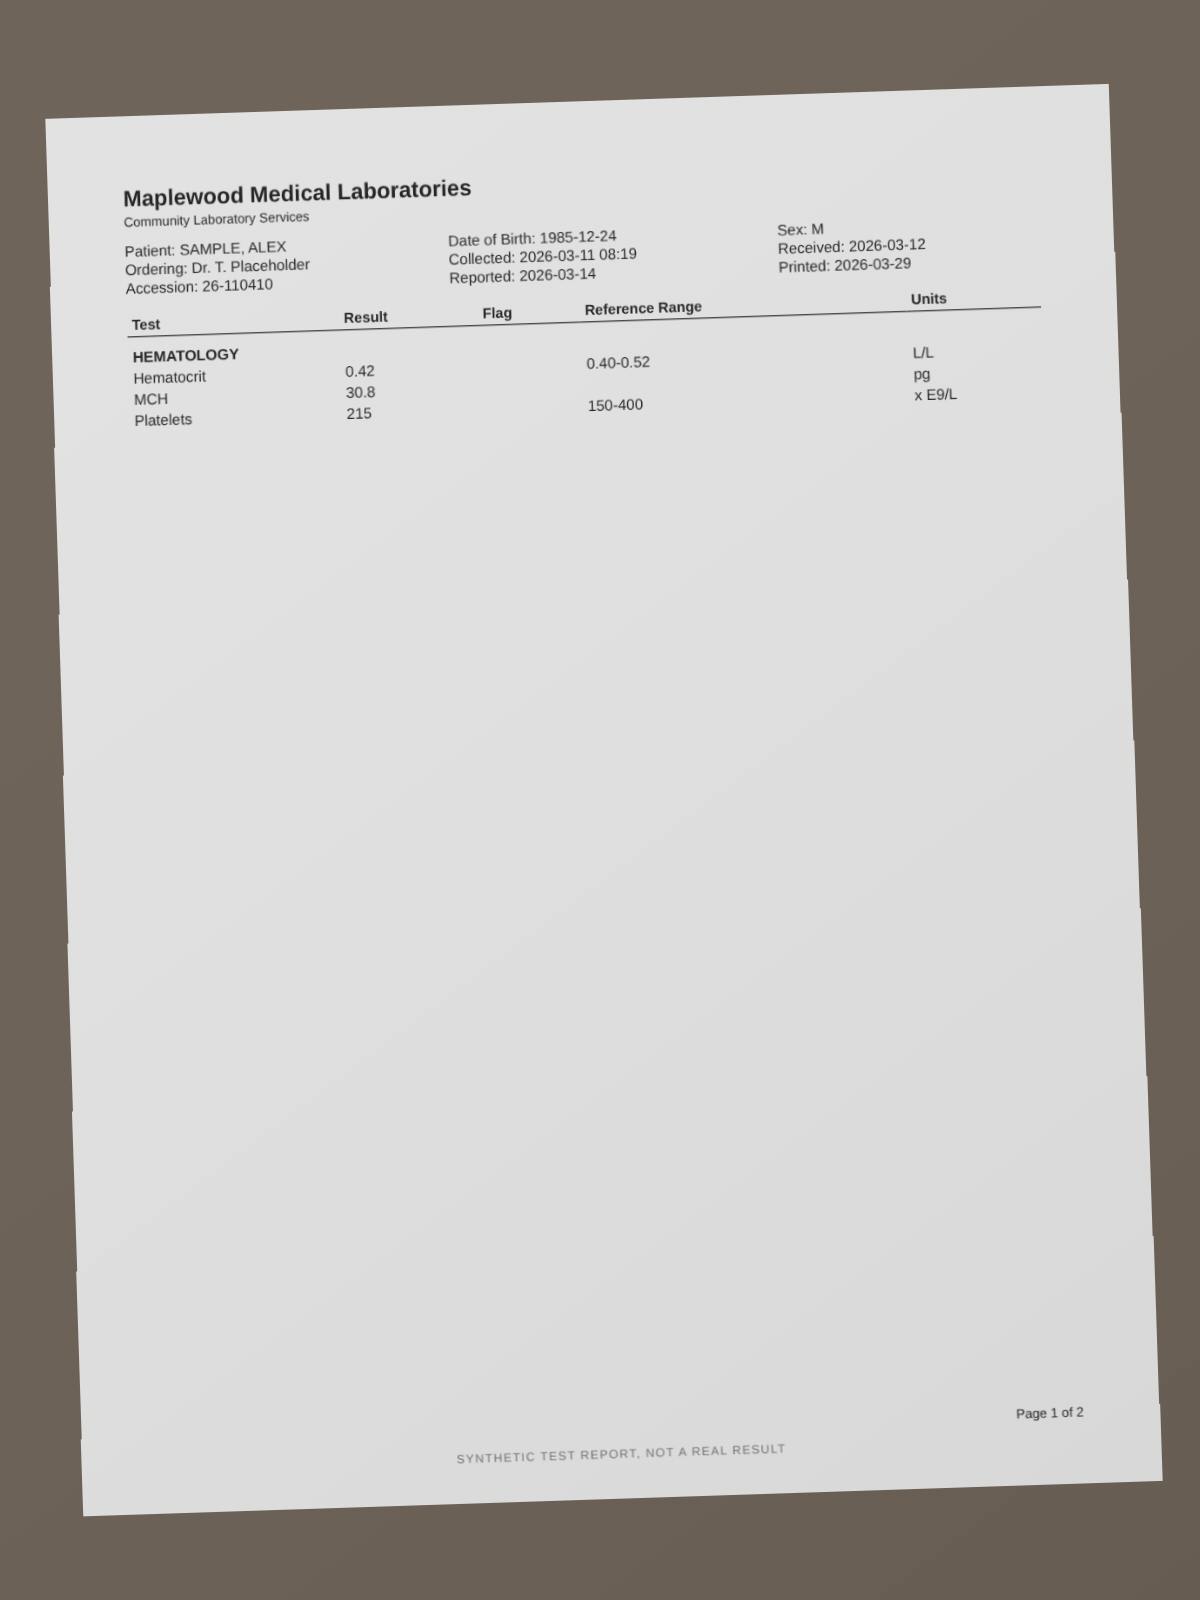 Maplewood Medical Laboratories
Community Laboratory Services
Patient: SAMPLE, ALEX Date of Birth: 1985-12-24 Sex: M
Ordering: Dr. T. Placeholder Collected: 2026-03-11 08:19 Received: 2026-03-12
Accession: 26-110410 Reported: 2026-03-14 Printed: 2026-03-29
Test Result Flag Reference Range Units
HEMATOLOGY
Hematocrit 0.42 0.40-0.52 L/L
MCH 30.8 pg
Platelets 215 150-400 x E9/L
Page 1 of 2
SYNTHETIC TEST REPORT, NOT A REAL RESULT